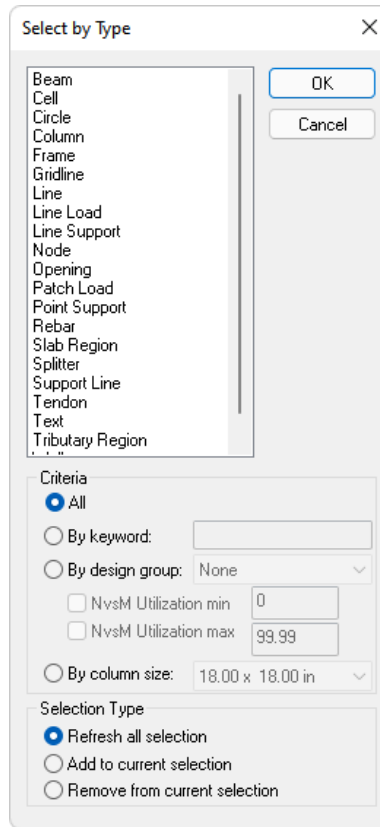 Select by Type
Beam
OK
Cell
Circle
Cancel
Column
Frame
Gridline
Line
Line Load
Line Support
Node
Opening
Patch Load
Point Support
Rebar
Slab Region
Splitter
Support Line
Tendon
Text
Tributary Region
Criteria
All
By keyword:
By design group: None
NvsM Utilization min 0
NvsM Utilization max 99.99
By column size: 18.00 x 18.00 in
Selection Type
Refresh all selection
Add to current selection
Remove from current selection